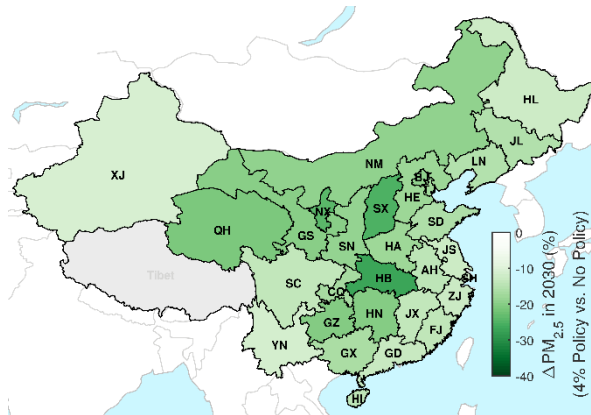 HL
JL
XJ
NM
LN
BJ
HE
NX
SX
SD
QH
GS
SN
HA
JS
SC
HB
AH
SH
CQ
ZJ
GZ
HN
JX
FJ
YN
GX
GD
HI
Tibet
0
-10
-20
-30
-40
ΔPM2.5 in 2030 (%)
(4% Policy vs. No Policy)